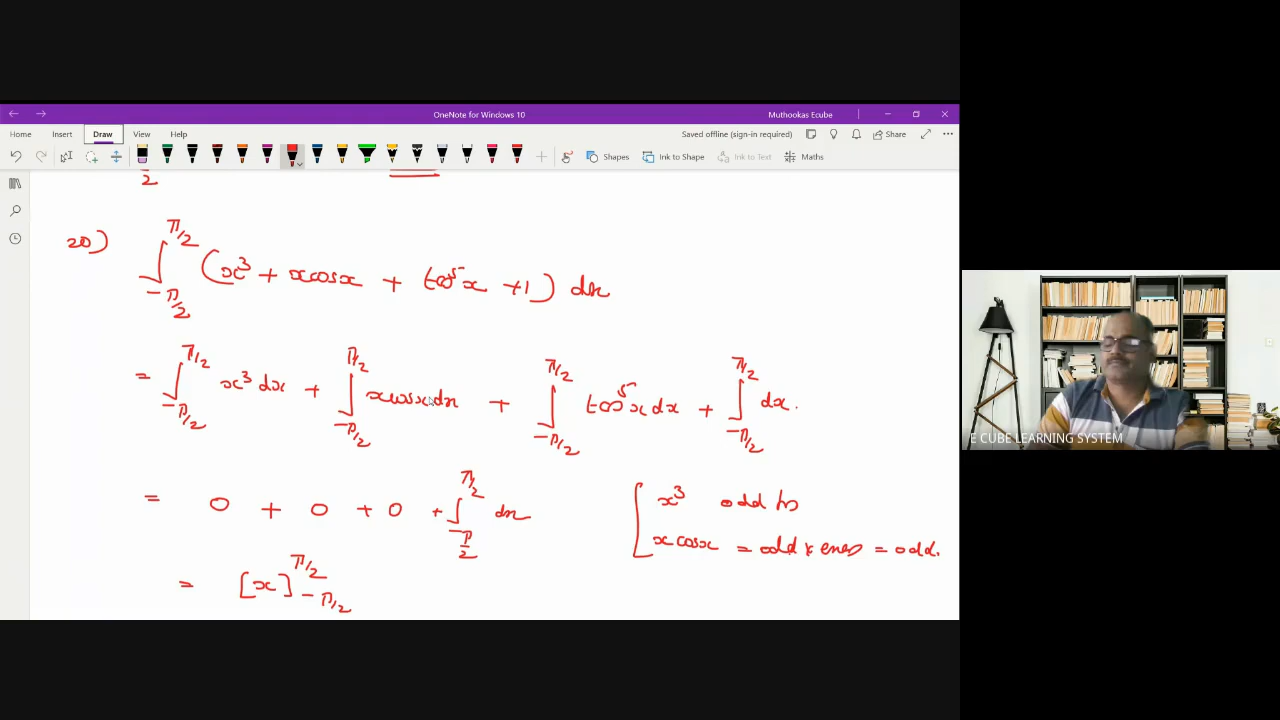 OneNote for Windows 10
Muthookas Ecube
Home Insert Draw View Help
Saved offline (sign-in required) Share
Shapes Ink to Shape Ink to Text Maths
2
20) ∫_{-π/2}^{π/2} (x³ + x cos x + tan⁵x + 1) dx
= ∫_{-π/2}^{π/2} x³ dx + ∫_{-π/2}^{π/2} x cos x dx + ∫_{-π/2}^{π/2} tan⁵x dx + ∫_{-π/2}^{π/2} dx.
= 0 + 0 + 0 + ∫_{-π/2}^{π/2} dx
x³ odd fn
x cos x = odd × even = odd.
= [x]_{-π/2}^{π/2}
E CUBE LEARNING SYSTEM